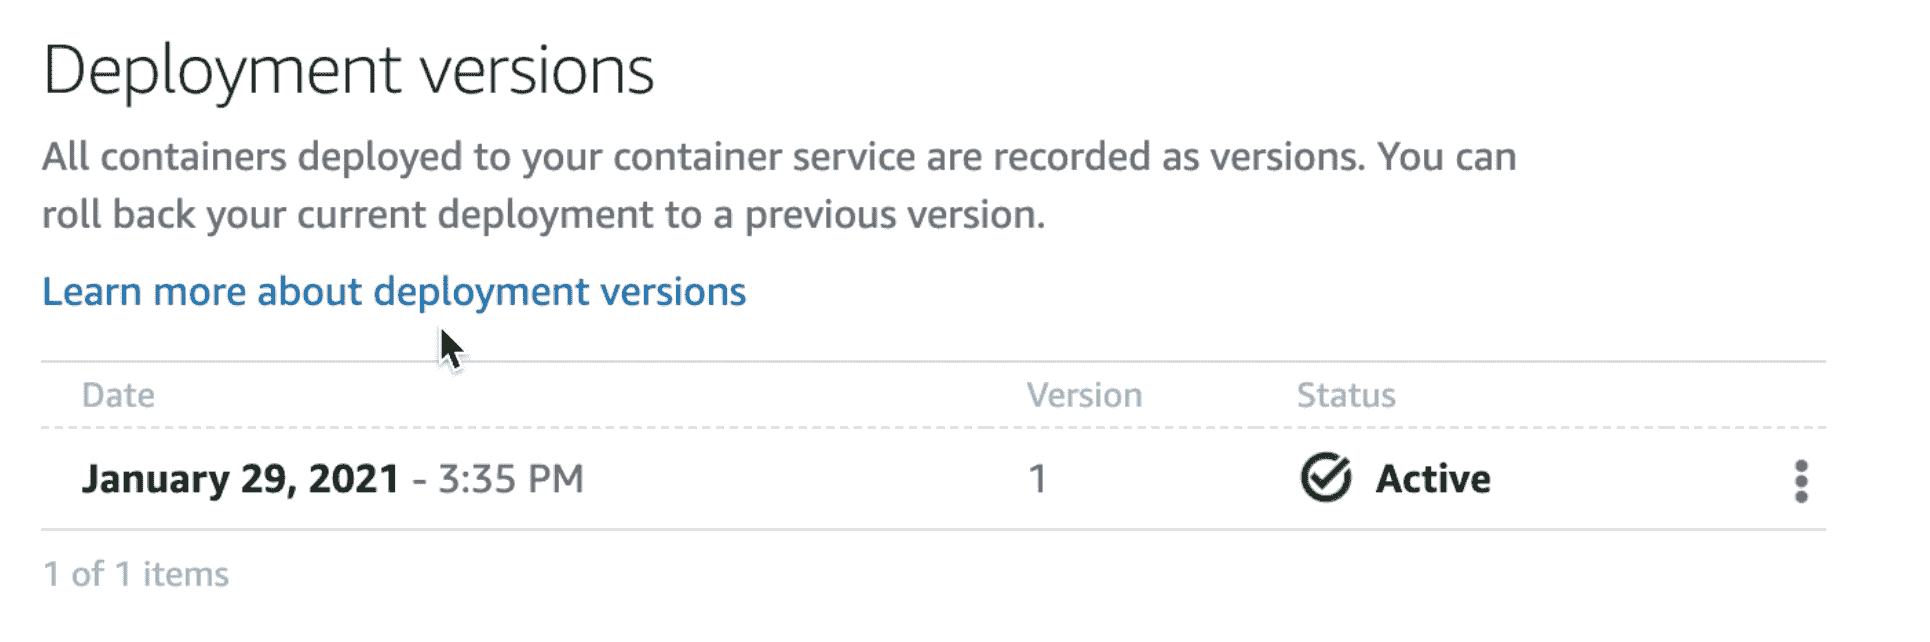 Deployment versions
All containers deployed to your container service are recorded as versions. You can
roll back your current deployment to a previous version.
Learn more about deployment versions
Date Version Status
January 29, 2021 - 3:35 PM 1 Active
1 of 1 items